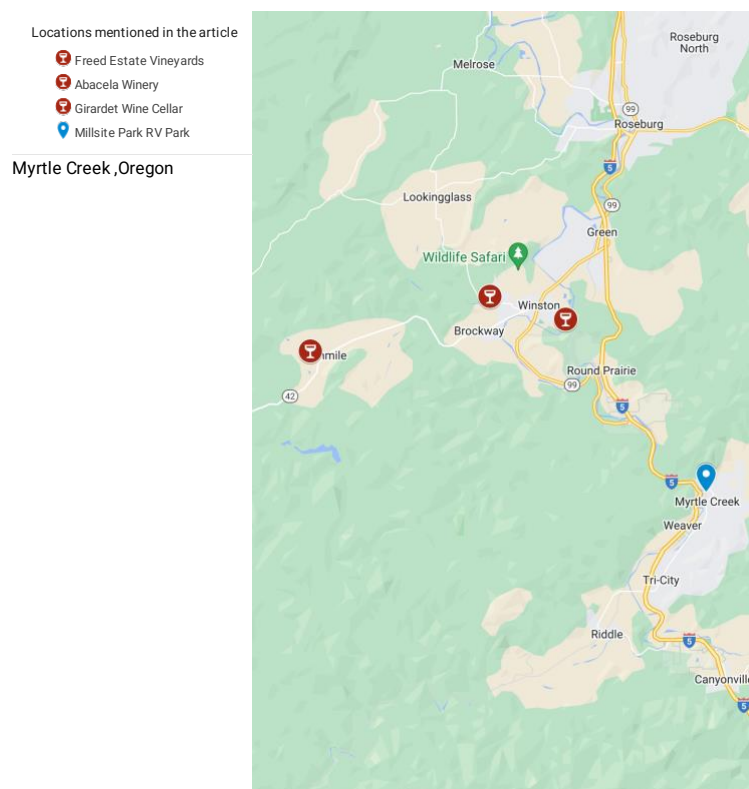 Locations mentioned in the article
Freed Estate Vineyards
Abacela Winery
Girardet Wine Cellar
Millsite Park RV Park
Myrtle Creek ,Oregon
Roseburg
North
Melrose
99
Roseburg
5
Lookingglass
99
Green
Wildlife Safari
Winston
Brockway
nmile
Round Prairie
42
99
5
5
Myrtle Creek
Weaver
Tri-City
Riddle
5
Canyonville
5